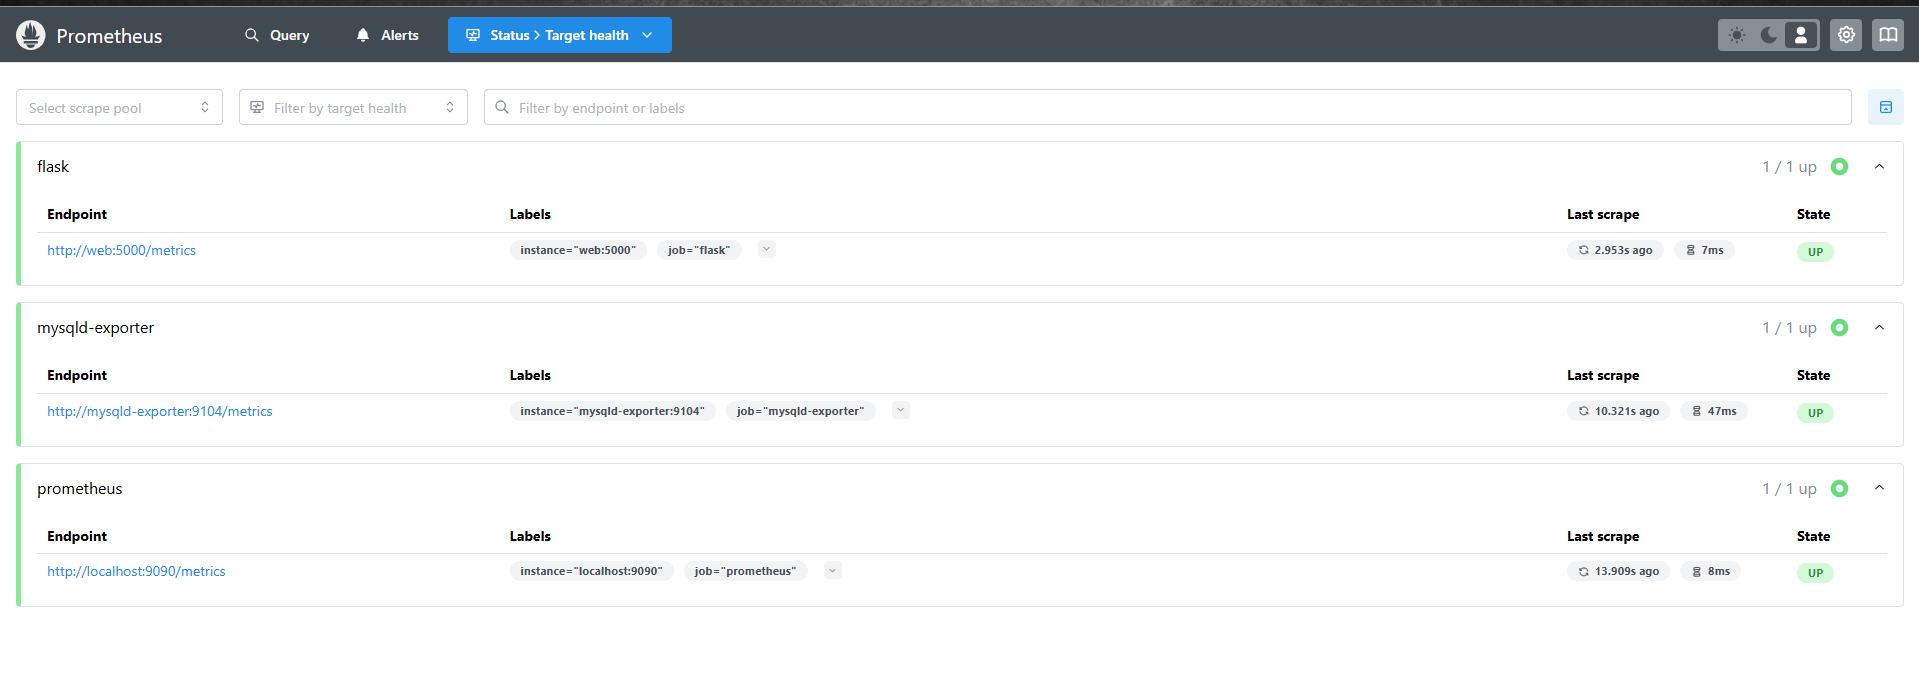 Prometheus Query Alerts Status > Target health
Select scrape pool Filter by target health Filter by endpoint or labels
flask 1 / 1 up
Endpoint Labels Last scrape State
http://web:5000/metrics instance="web:5000" job="flask" 2.953s ago 7ms UP
mysqld-exporter 1 / 1 up
Endpoint Labels Last scrape State
http://mysqld-exporter:9104/metrics instance="mysqld-exporter:9104" job="mysqld-exporter" 10.321s ago 47ms UP
prometheus 1 / 1 up
Endpoint Labels Last scrape State
http://localhost:9090/metrics instance="localhost:9090" job="prometheus" 13.909s ago 8ms UP